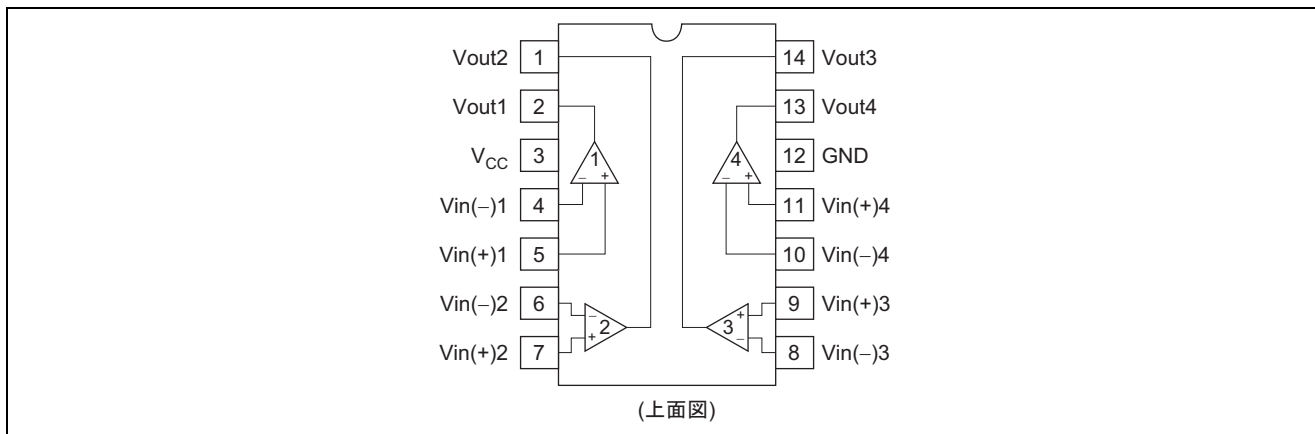 Vout2 1 14 Vout3
Vout1 2 13 Vout4
VCC 3 1 4 12 GND
− + − +
Vin(−)1 4 11 Vin(+)4
Vin(+)1 5 10 Vin(−)4
Vin(−)2 6 − + 9 Vin(+)3
2 3
Vin(+)2 7 + − 8 Vin(−)3
(上面図)